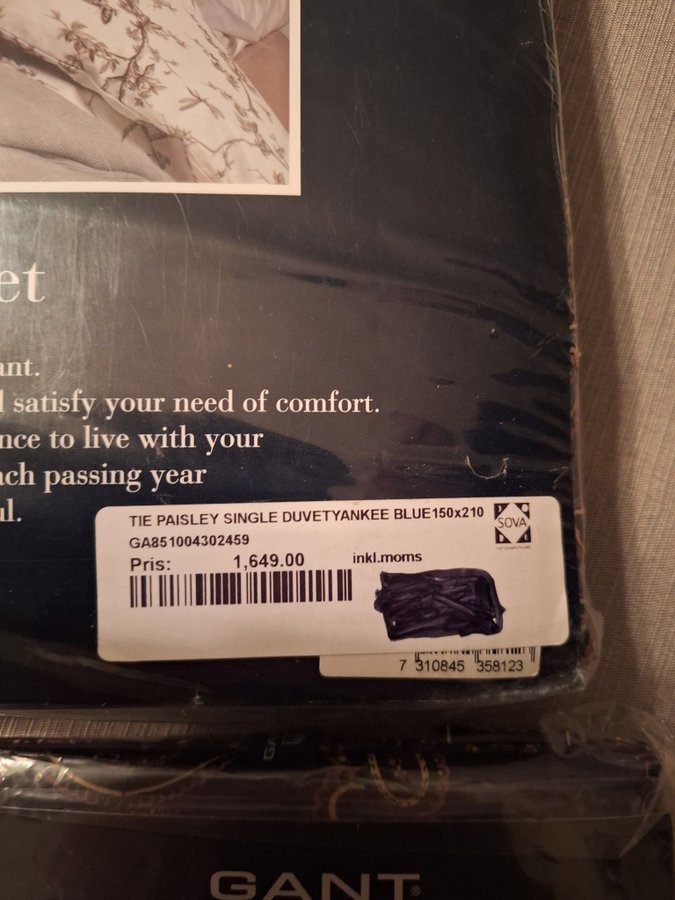 et
ant.
l satisfy your need of comfort.
nce to live with your
ach passing year
ul.
TIE PAISLEY SINGLE DUVETYANKEE BLUE150x210
GA851004302459
Pris: 1,649.00 inkl.moms
SOVA
7 310845 358123
GA
GANT®